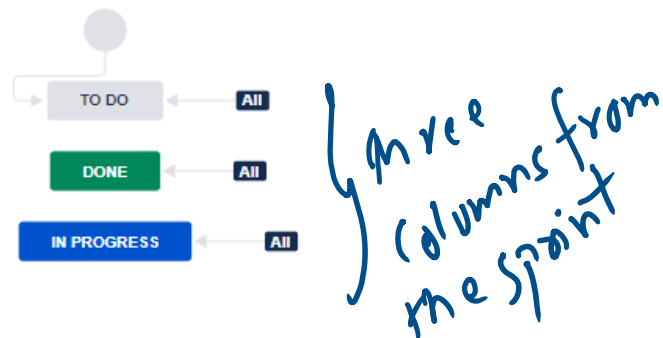 TO DO All
DONE All
IN PROGRESS All
three
columns from
the sprint